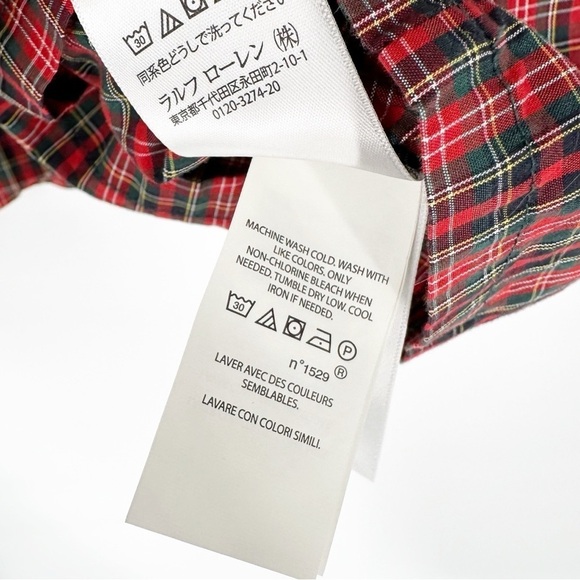 30
同系色どうしで洗ってください
ラルフ ローレン（株）
東京都千代田区永田町2-10-1
0120-3274-20
MACHINE WASH COLD. WASH WITH
LIKE COLORS. ONLY
NON-CHLORINE BLEACH WHEN
NEEDED. TUMBLE DRY LOW. COOL
IRON IF NEEDED.
30 P
n°1529 ®
LAVER AVEC DES COULEURS
SEMBLABLES.
LAVARE CON COLORI SIMILI.